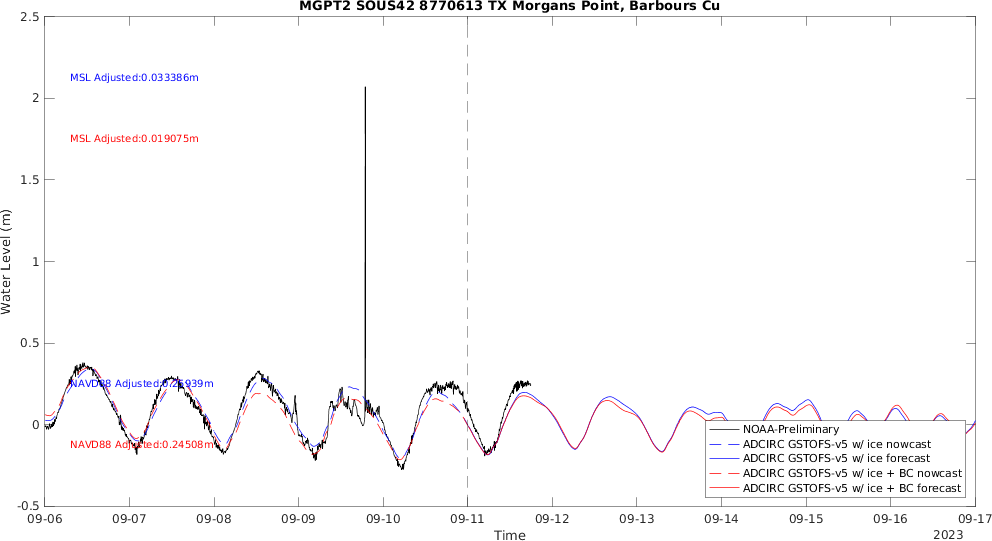 MGPT2 SOUS42 8770613 TX Morgans Point, Barbours Cu
2.5
2
1.5
1
0.5
0
-0.5
Water Level (m)
MSL Adjusted:0.033386m
MSL Adjusted:0.019075m
NAVD88 Adjusted:0.25939m
NAVD88 Adjusted:0.24508m
NOAA-Preliminary
ADCIRC GSTOFS-v5 w/ ice nowcast
ADCIRC GSTOFS-v5 w/ ice forecast
ADCIRC GSTOFS-v5 w/ ice + BC nowcast
ADCIRC GSTOFS-v5 w/ ice + BC forecast
09-06 09-07 09-08 09-09 09-10 09-11 09-12 09-13 09-14 09-15 09-16 09-17
Time
2023